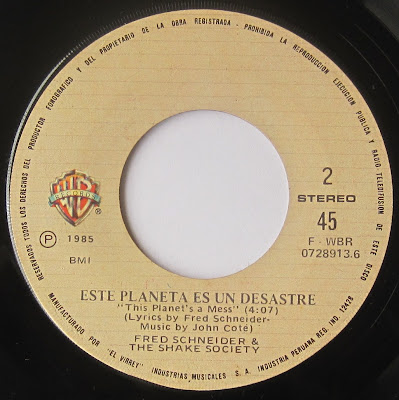 RESERVADOS TODOS LOS DERECHOS DEL PRODUCTOR FONOGRAFICO Y DEL PROPIETARIO DE LA OBRA REGISTRADA - PROHIBIDA LA REPRODUCCION EJECUCION PUBLICA Y RADIO TELEDIFUSION DE ESTE DISCO
WB
RECORDS
®
Ⓟ 1985
BMI
2
STEREO
45
F - WBR
0728913.6
ESTE PLANETA ES UN DESASTRE
"This Planet's a Mess" (4:07)
(Lyrics by Fred Schneider-
Music by John Coté)
FRED SCHNEIDER &
THE SHAKE SOCIETY
MANUFACTURADO POR "EL VIRREY" INDUSTRIAS MUSICALES S. A. INDUSTRIA PERUANA REG. IND. 12478